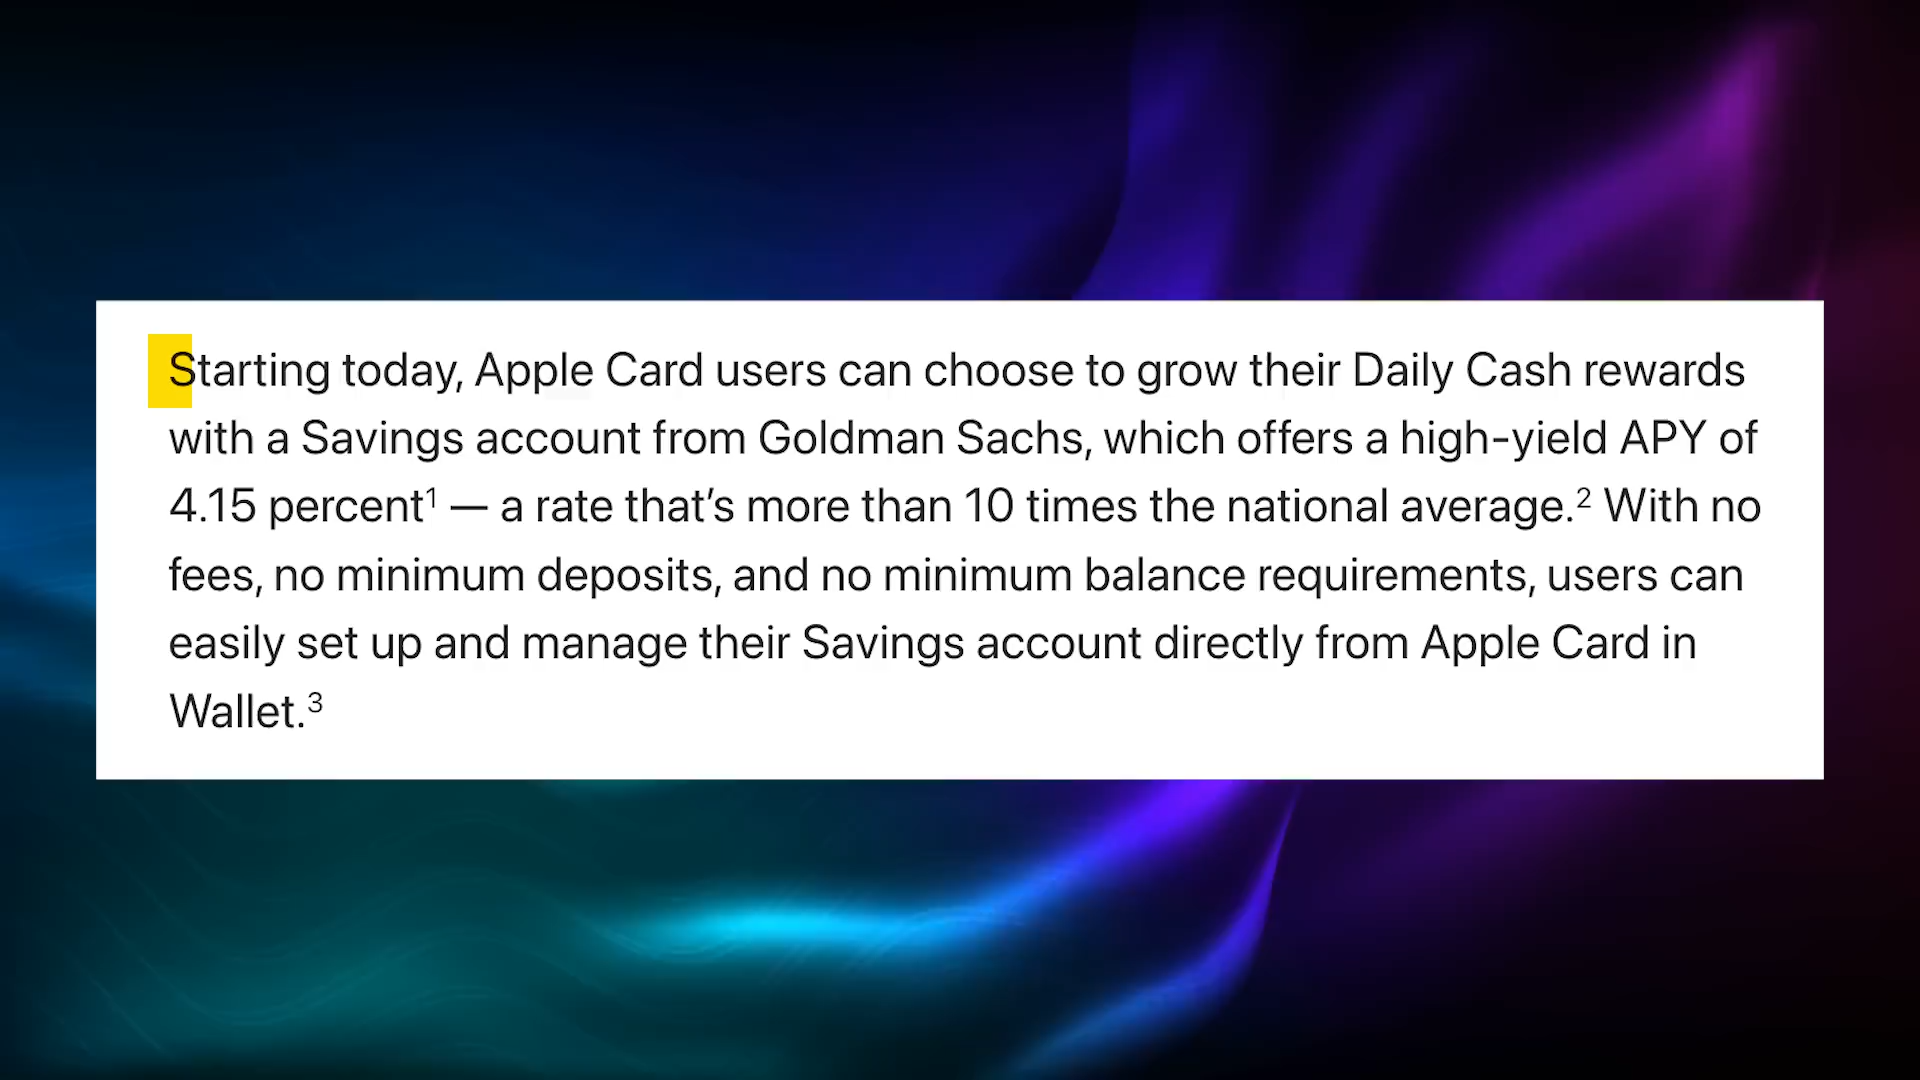 Starting today, Apple Card users can choose to grow their Daily Cash rewards
with a Savings account from Goldman Sachs, which offers a high-yield APY of
4.15 percent¹ — a rate that’s more than 10 times the national average.² With no
fees, no minimum deposits, and no minimum balance requirements, users can
easily set up and manage their Savings account directly from Apple Card in
Wallet.³